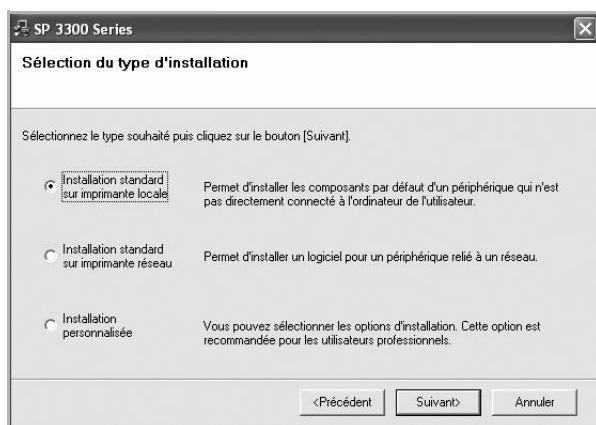 SP 3300 Series
Sélection du type d'installation
Sélectionnez le type souhaité puis cliquez sur le bouton [Suivant].
Installation standard
sur imprimante locale
Permet d'installer les composants par défaut d'un périphérique qui n'est
pas directement connecté à l'ordinateur de l'utilisateur.
Installation standard
sur imprimante réseau
Permet d'installer un logiciel pour un périphérique relié à un réseau.
Installation
personnalisée
Vous pouvez sélectionner les options d'installation. Cette option est
recommandée pour les utilisateurs professionnels.
<Précédent
Suivant>
Annuler